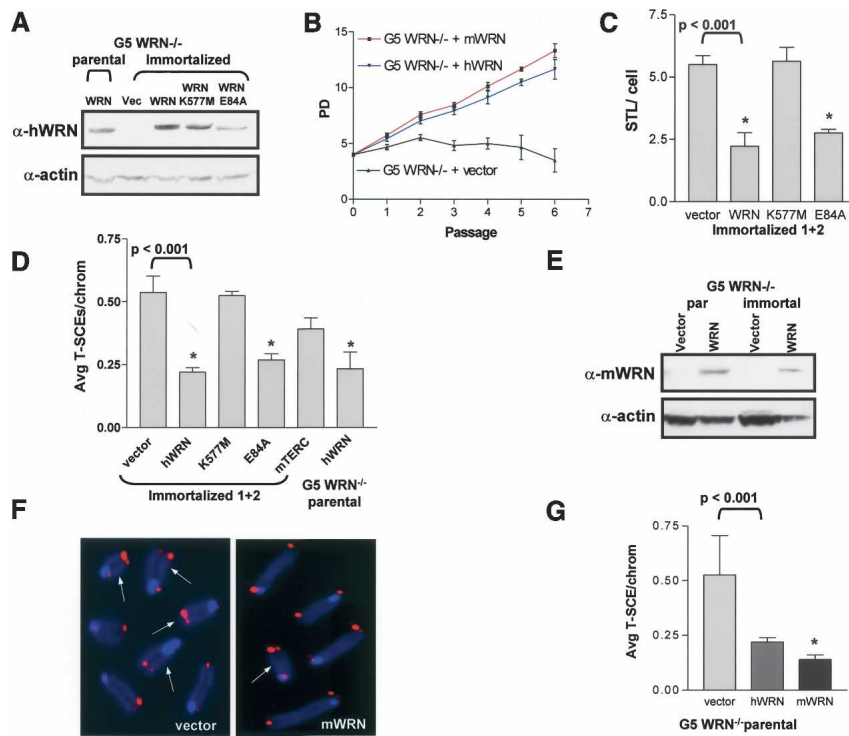 A
G5 WRN-/-
parental Immortalized
WRN Vec WRN WRN K577M WRN E84A
α-hWRN
α-actin
B
G5 WRN-/- + mWRN
G5 WRN-/- + hWRN
G5 WRN-/- + vector
PD
15
10
5
0
0 1 2 3 4 5 6 7
Passage
C
p < 0.001
STL/ cell
7.5
5.0
2.5
0.0
* *
vector WRN K577M E84A
Immortalized 1+2
D
p < 0.001
Avg T-SCEs/chrom
0.75
0.50
0.25
0.00
* * *
vector hWRN K577M E84A mTERC hWRN
Immortalized 1+2
G5 WRN-/-
parental
E
G5 WRN-/-
par immortal
Vector WRN Vector WRN
α-mWRN
α-actin
F
vector
mWRN
G
p < 0.001
Avg T-SCE/chrom
0.75
0.50
0.25
0.00
*
vector hWRN mWRN
G5 WRN-/-parental